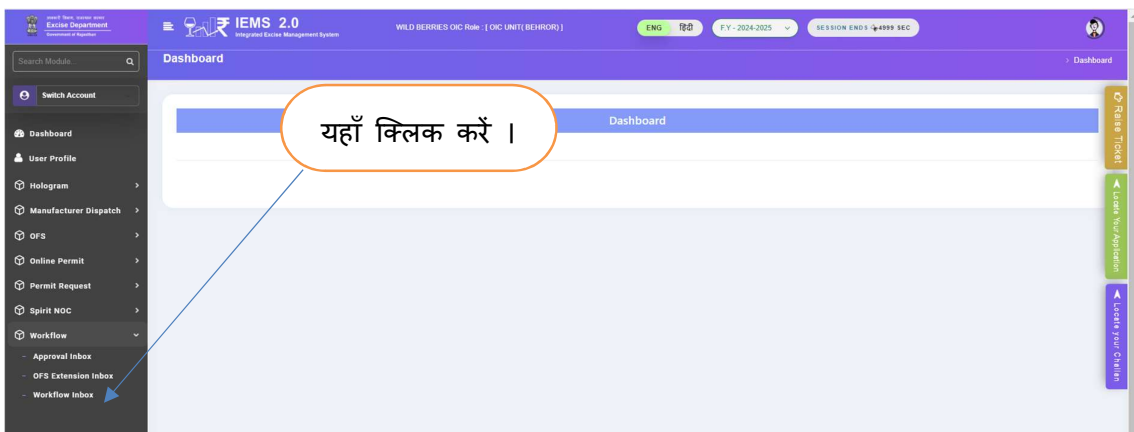 Excise Department
Government of Rajasthan
IEMS 2.0
Integrated Excise Management System
WILD BERRIES OIC Role : [ OIC UNIT( BEHROR) ]
ENG हिंदी
F.Y - 2024-2025
SESSION ENDS 4999 SEC
Search Module..
Dashboard
> Dashboard
Switch Account
Dashboard
यहाँ क्लिक करें ।
Dashboard
User Profile
Hologram
Manufacturer Dispatch
OFS
Online Permit
Permit Request
Spirit NOC
Workflow
- Approval Inbox
- OFS Extension Inbox
- Workflow Inbox
Raise Ticket
Locate Your Application
Locate your Challan